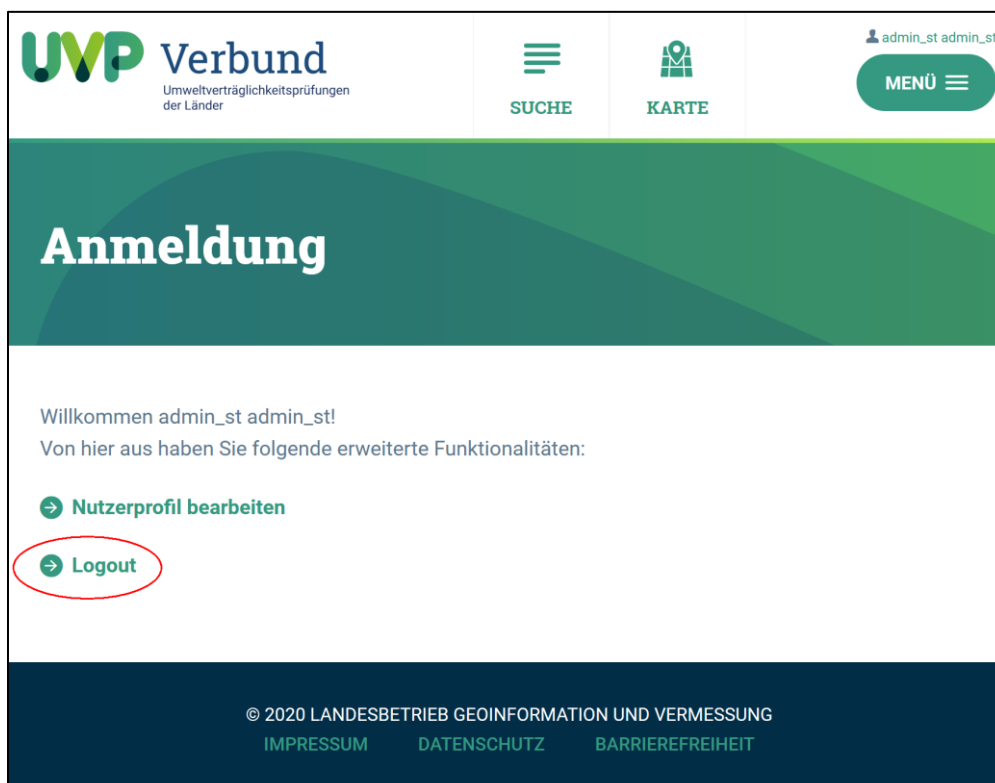 UVP Verbund
Umweltverträglichkeitsprüfungen
der Länder
SUCHE
KARTE
admin_st admin_st
MENÜ
Anmeldung
Willkommen admin_st admin_st!
Von hier aus haben Sie folgende erweiterte Funktionalitäten:
Nutzerprofil bearbeiten
Logout
© 2020 LANDESBETRIEB GEOINFORMATION UND VERMESSUNG
IMPRESSUM DATENSCHUTZ BARRIEREFREIHEIT